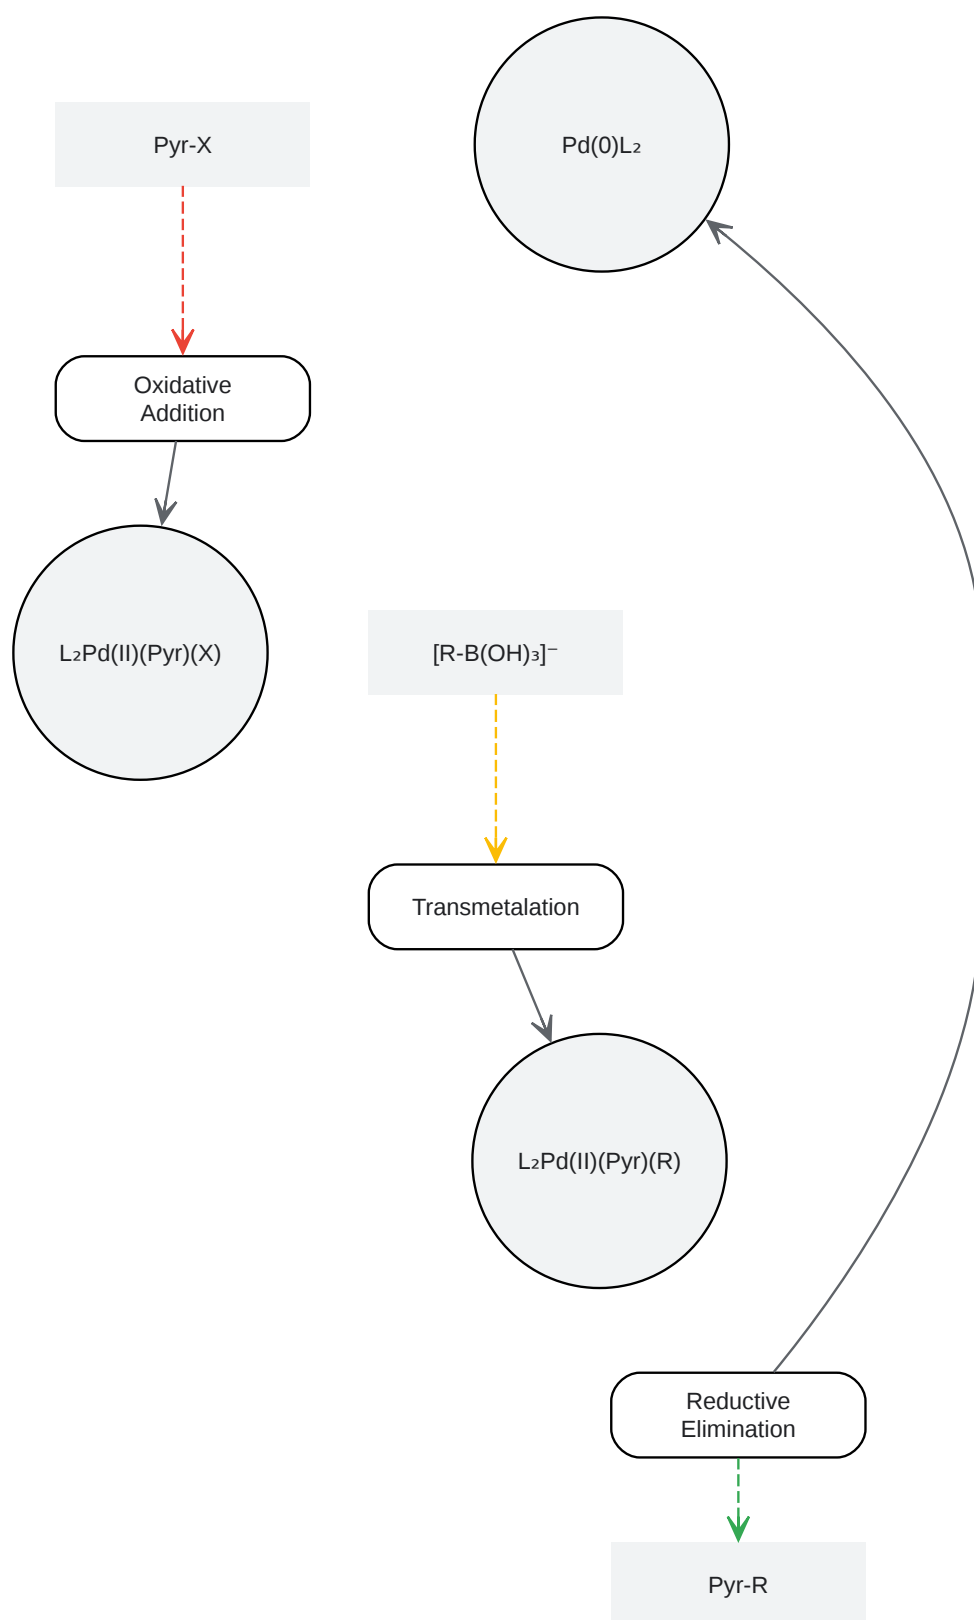 Pyr-X
Pd(0)L₂
Oxidative
Addition
L₂Pd(II)(Pyr)(X)
[R-B(OH)₃]⁻
Transmetalation
L₂Pd(II)(Pyr)(R)
Reductive
Elimination
Pyr-R